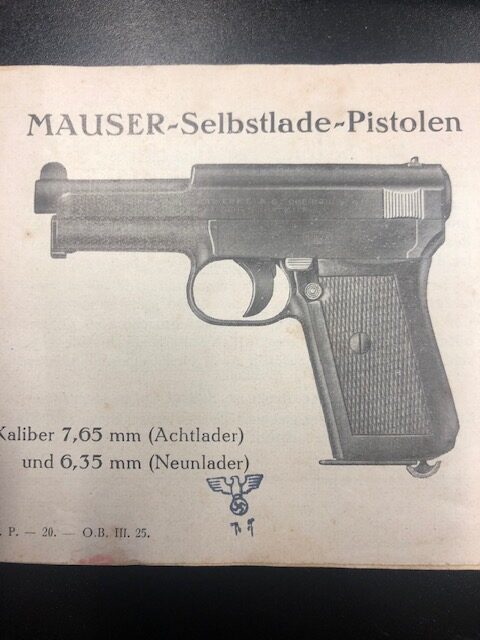 MAUSER-Selbstlade-Pistolen
Kaliber 7,65 mm (Achtlader)
und 6,35 mm (Neunlader)
. P. — 20. — O.B. III. 25.